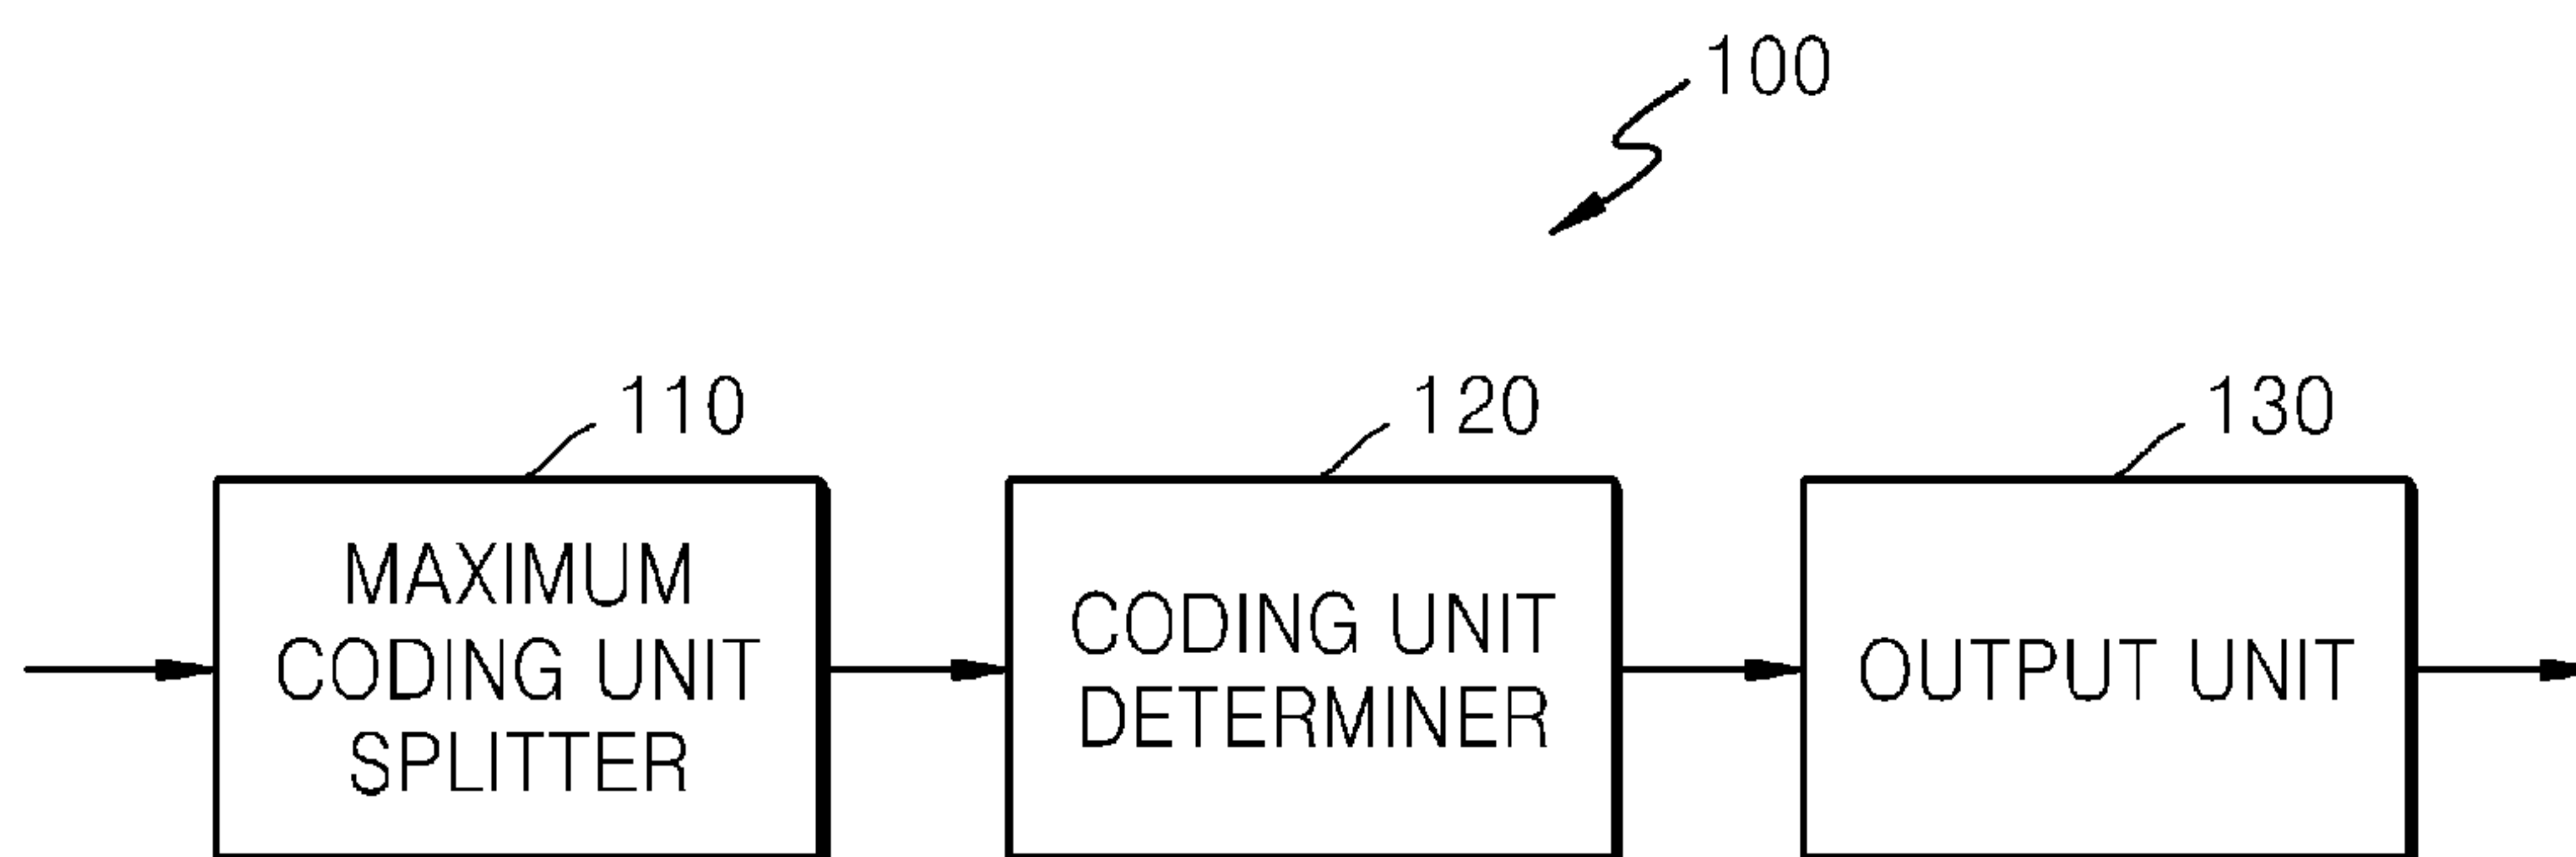 100
110
120
130
MAXIMUM
CODING UNIT
SPLITTER
CODING UNIT
DETERMINER
OUTPUT UNIT